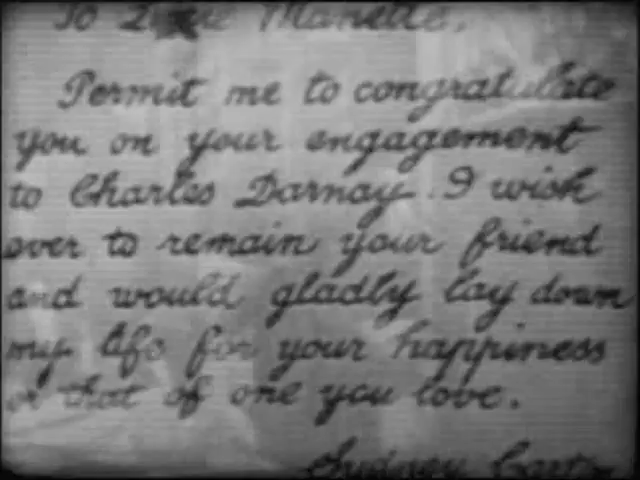 To Manette,
Permit me to congratulate
you on your engagement
to Charles Darnay. I wish
ever to remain your friend
and would gladly lay down
my life for your happiness
or that of one you love.
Sydney